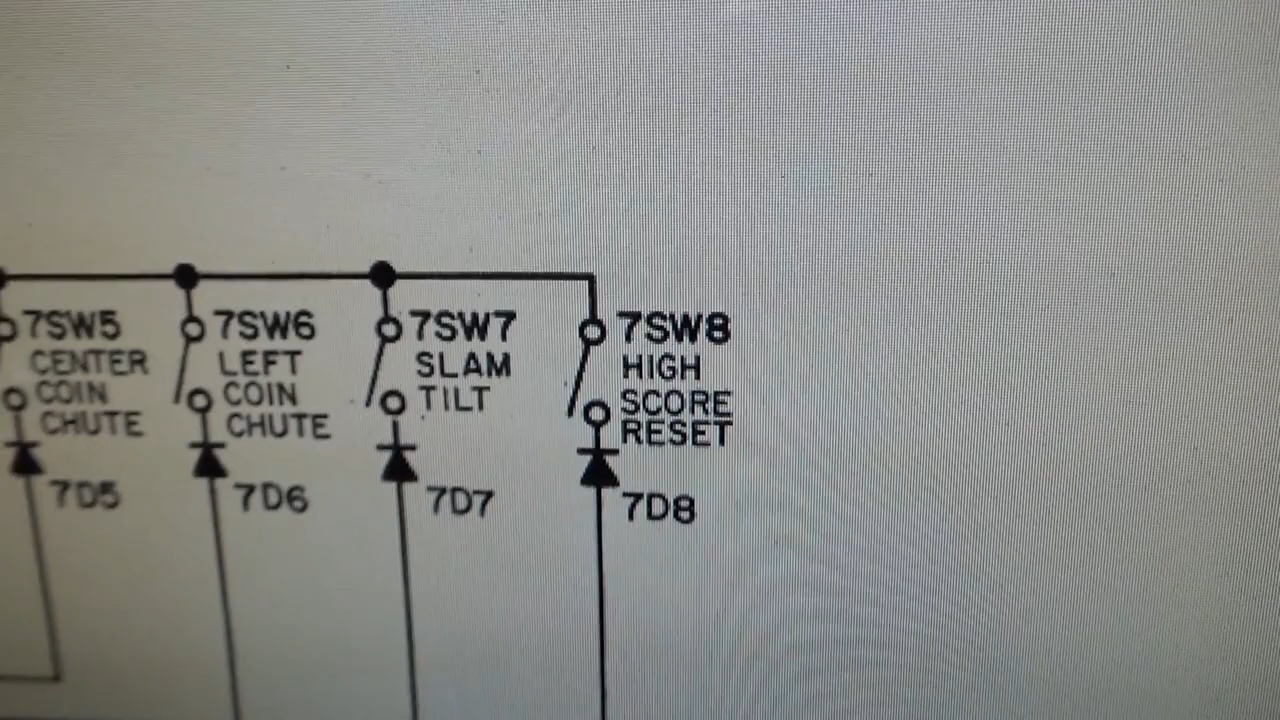 7SW5
CENTER
COIN
CHUTE
7D5
7SW6
LEFT
COIN
CHUTE
7D6
7SW7
SLAM
TILT
7D7
7SW8
HIGH
SCORE
RESET
7D8